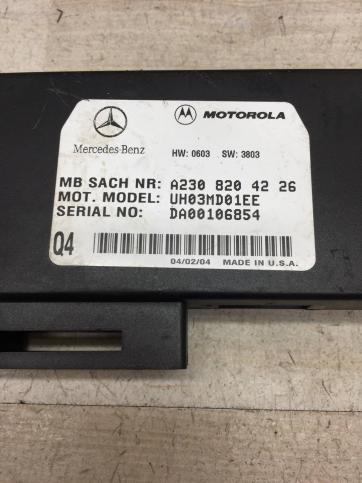 Mercedes-Benz
MOTOROLA
HW: 0603 SW: 3803
MB SACH NR: A230 820 42 26
MOT. MODEL: UH03MD01EE
SERIAL NO: DA00106854
Q4
04/02/04 MADE IN U.S.A.